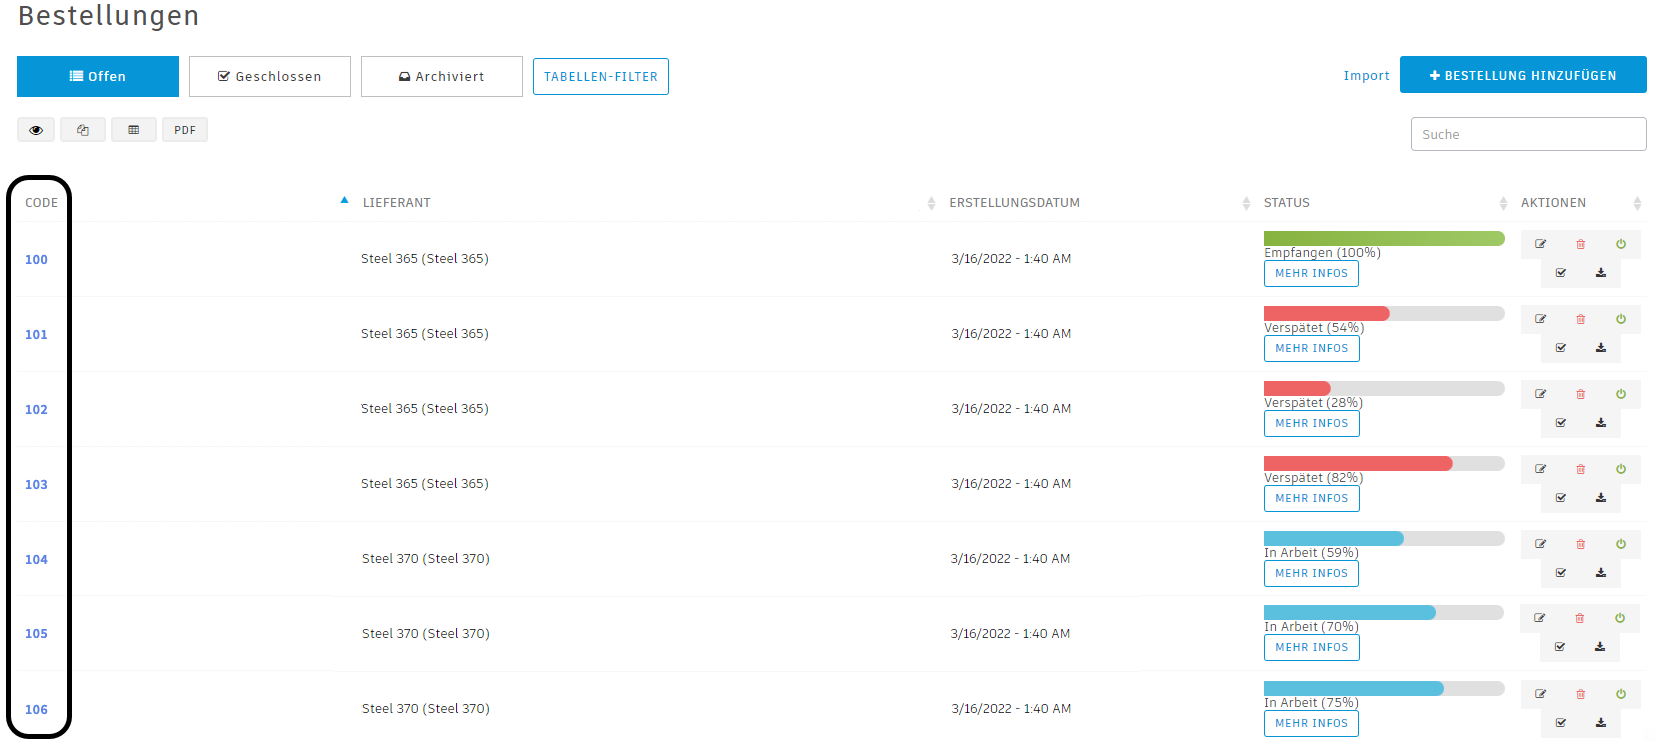 Bestellungen
Offen Geschlossen Archiviert TABELLEN-FILTER Import BESTELLUNG HINZUFÜGEN
PDF Suche
CODE LIEFERANT ERSTELLUNGSDATUM STATUS AKTIONEN
100 Steel 365 (Steel 365) 3/16/2022 - 1:40 AM Empfangen (100%)
MEHR INFOS
101 Steel 365 (Steel 365) 3/16/2022 - 1:40 AM Verspätet (54%)
MEHR INFOS
102 Steel 365 (Steel 365) 3/16/2022 - 1:40 AM Verspätet (28%)
MEHR INFOS
103 Steel 365 (Steel 365) 3/16/2022 - 1:40 AM Verspätet (82%)
MEHR INFOS
104 Steel 370 (Steel 370) 3/16/2022 - 1:40 AM In Arbeit (59%)
MEHR INFOS
105 Steel 370 (Steel 370) 3/16/2022 - 1:40 AM In Arbeit (70%)
MEHR INFOS
106 Steel 370 (Steel 370) 3/16/2022 - 1:40 AM In Arbeit (75%)
MEHR INFOS